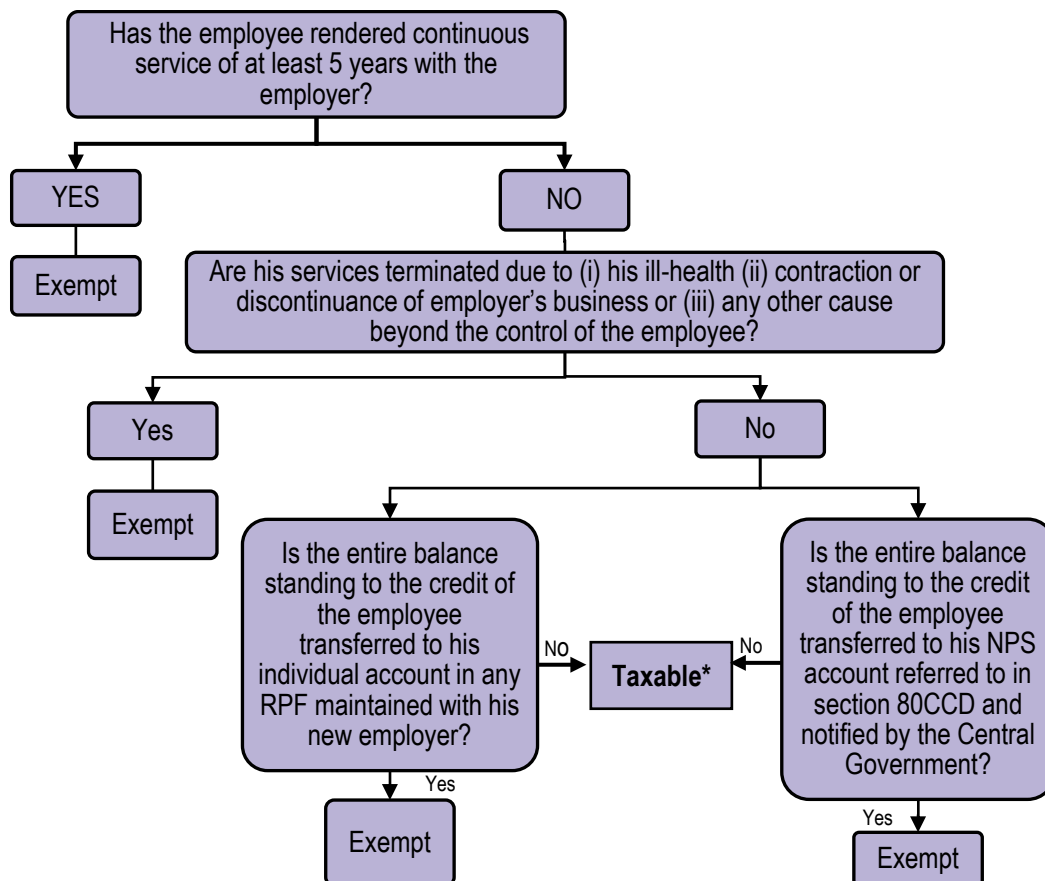 Has the employee rendered continuous
service of at least 5 years with the
employer?
YES
NO
Exempt
Are his services terminated due to (i) his ill-health (ii) contraction or
discontinuance of employer's business or (iii) any other cause
beyond the control of the employee?
Yes
No
Exempt
Is the entire balance
standing to the credit of
the employee
transferred to his
individual account in any
RPF maintained with his
new employer?
No
Taxable*
No
Is the entire balance
standing to the credit
of the employee
transferred to his NPS
account referred to in
section 80CCD and
notified by the Central
Government?
Yes
Exempt
Yes
Exempt